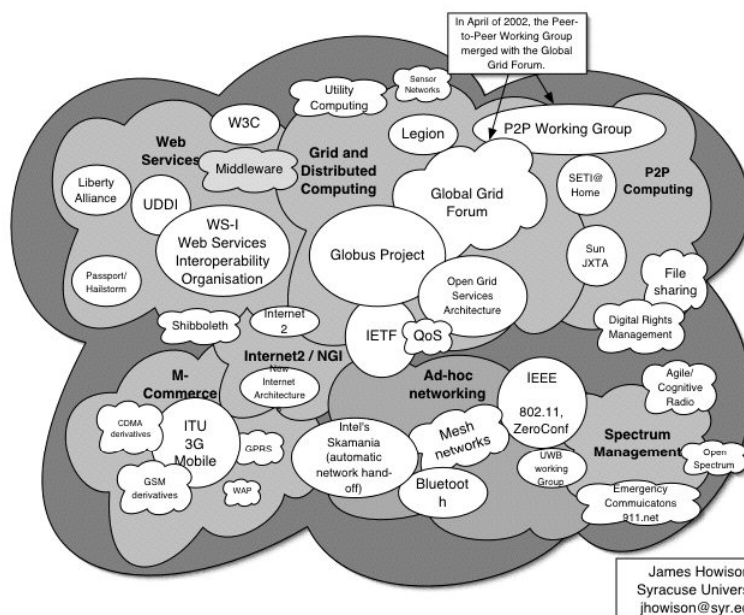 In April of 2002, the Peer-
to-Peer Working Group
merged with the Global
Grid Forum.
Sensor
Networks
Utility
Computing
W3C
Legion
P2P Working Group
Web
Services
Middleware
Grid and
Distributed
Computing
SETI@
Home
P2P
Computing
Liberty
Alliance
UDDI
Global Grid
Forum
WS-I
Web Services
Interoperability
Organisation
Globus Project
Sun
JXTA
Passport/
Hailstorm
Open Grid
Services
Architecture
File
sharing
Shibboleth
Internet
2
IETF
QoS
Digital Rights
Management
Internet2 / NGI
M-
Commerce
New
Internet
Architecture
Ad-hoc
networking
IEEE
802.11,
ZeroConf
Agile/
Cognitive
Radio
CDMA
derivatives
ITU
3G
Mobile
GPRS
Intel's
Skamania
(automatic
network hand-
off)
Mesh
networks
Spectrum
Management
UWB
working
Group
Open
Spectrum
GSM
derivatives
WAP
Bluetoot
h
Emergency
Commuicatons
911.net
James Howison
Syracuse Univers
jhowison@syr.ed